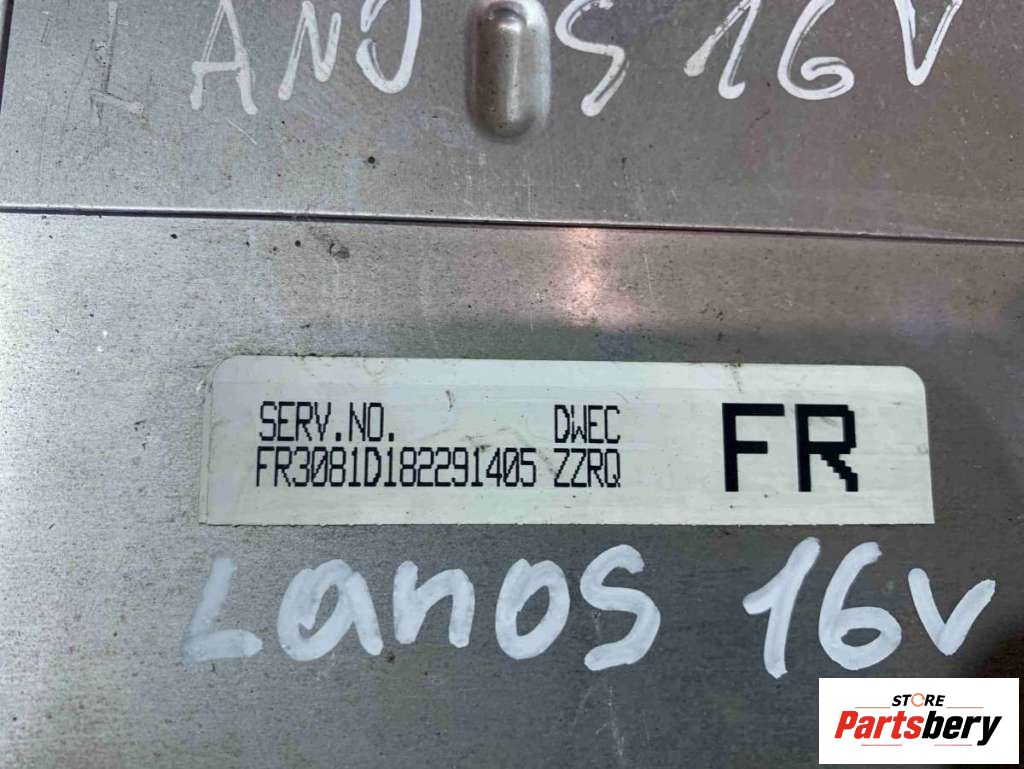 LANOS 16V
SERV.NO. DWEC FR
FR3081D182291405 ZZRQ
Lanos 16v
STORE
Partsbery